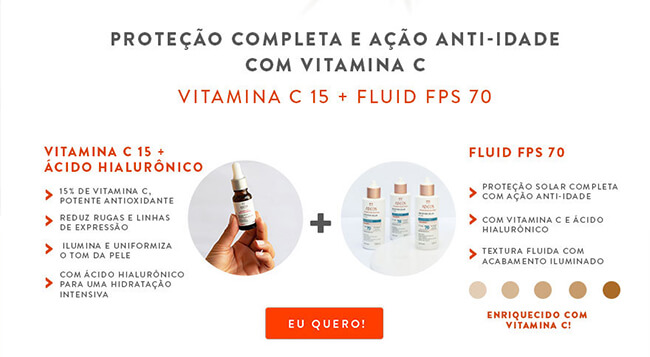 PROTEÇÃO COMPLETA E AÇÃO ANTI-IDADE
COM VITAMINA C
VITAMINA C 15 + FLUID FPS 70
VITAMINA C 15 +
ÁCIDO HIALURÔNICO
15% DE VITAMINA C,
POTENTE ANTIOXIDANTE
REDUZ RUGAS E LINHAS
DE EXPRESSÃO
ILUMINA E UNIFORMIZA
O TOM DA PELE
COM ÁCIDO HIALURÔNICO
PARA UMA HIDRATAÇÃO
INTENSIVA
+
FLUID FPS 70
PROTEÇÃO SOLAR COMPLETA
COM AÇÃO ANTI-IDADE
COM VITAMINA C E ÁCIDO
HIALURÔNICO
TEXTURA FLUIDA COM
ACABAMENTO ILUMINADO
ENRIQUECIDO COM
VITAMINA C!
EU QUERO!